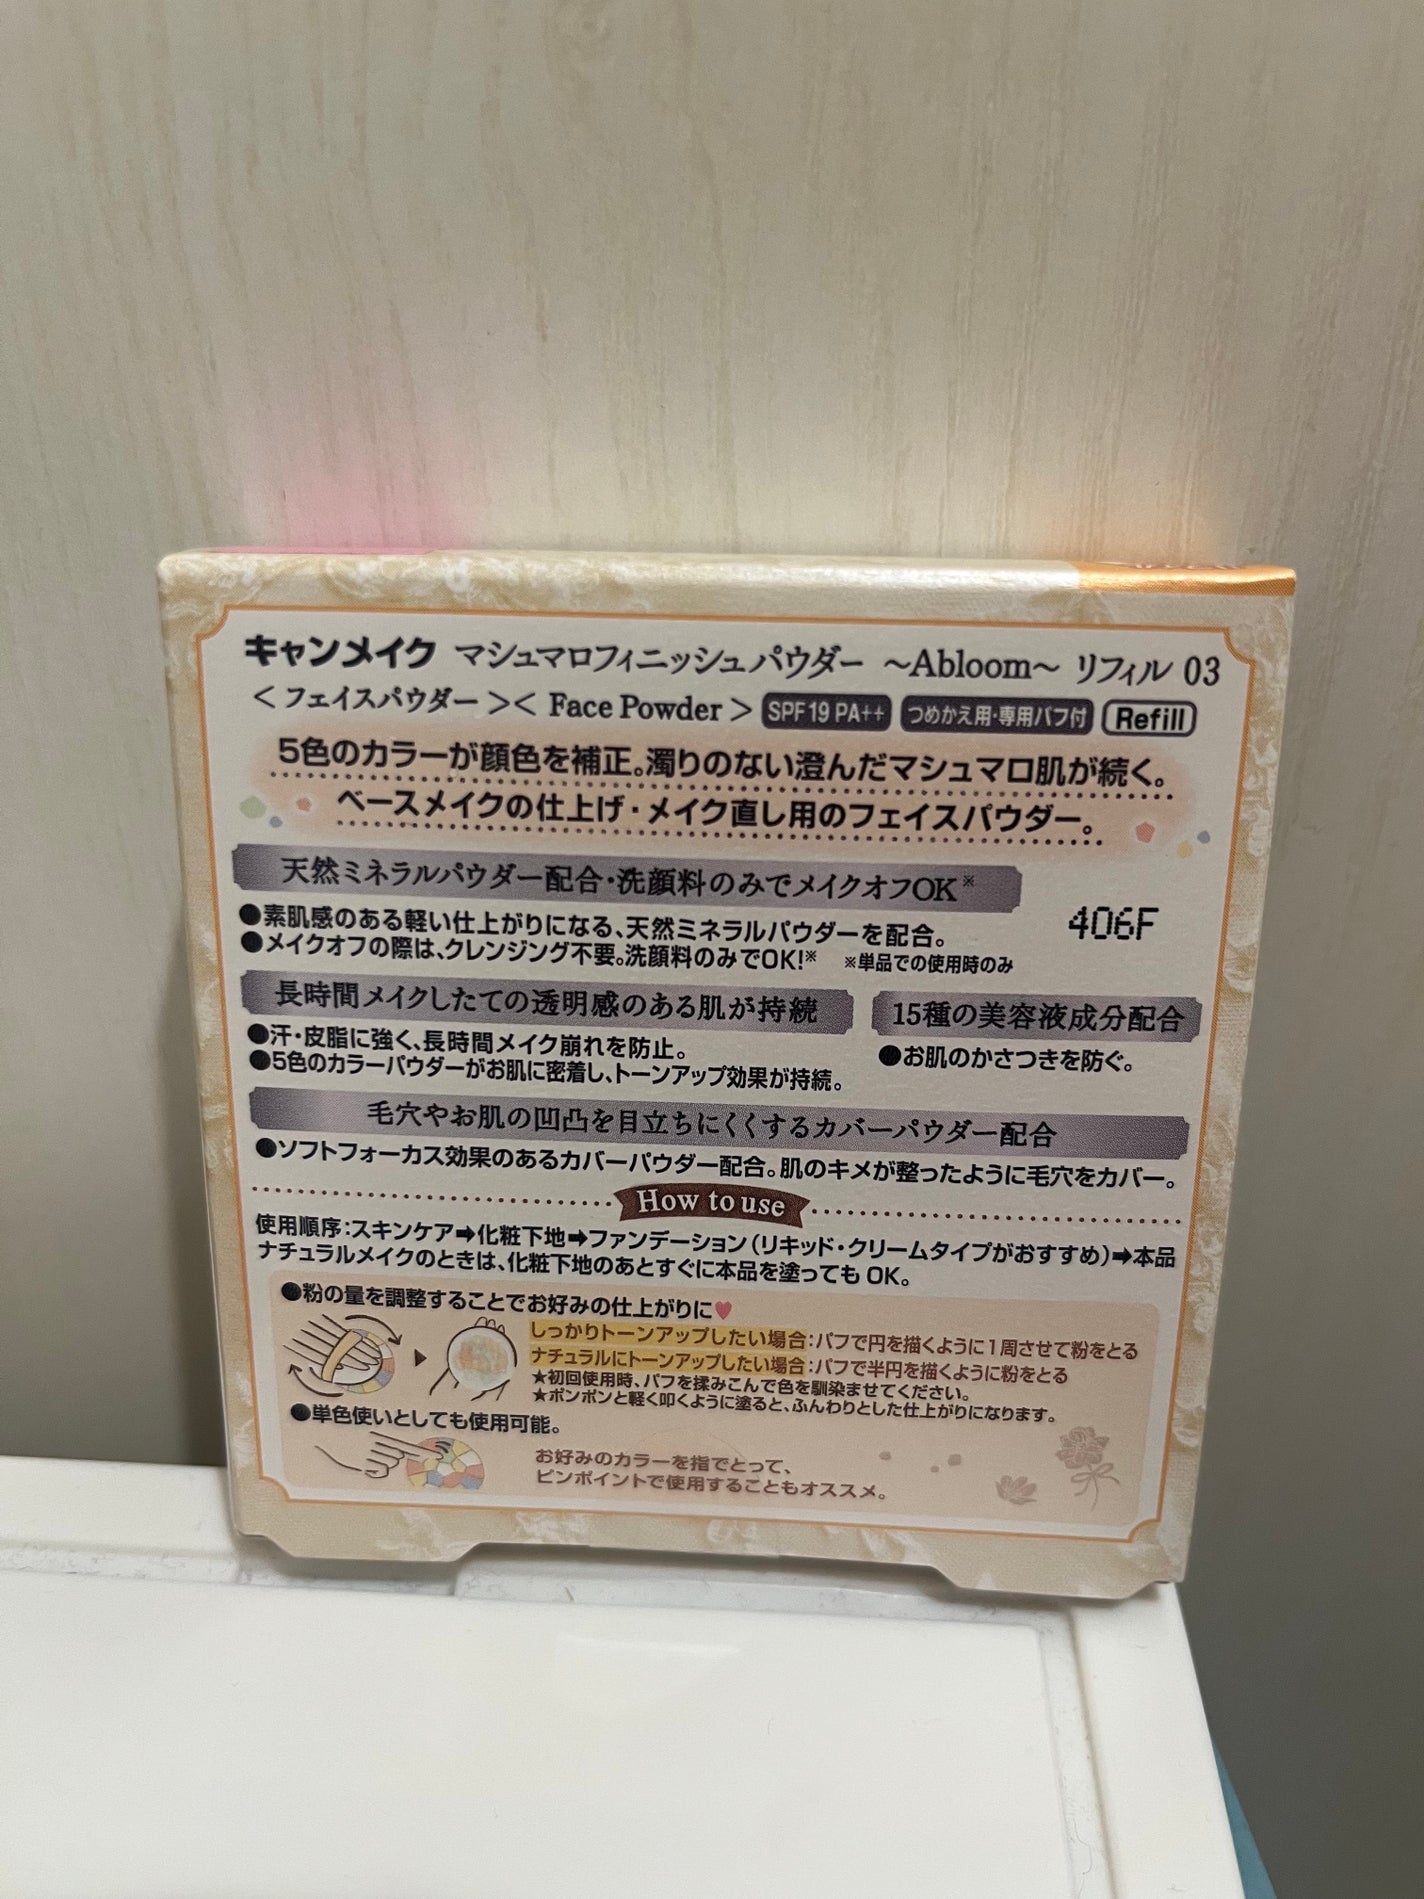 キャンメイク マシュマロフィニッシュパウダー ～Abloom～ リフィル 03
＜フェイスパウダー＞＜Face Powder＞ SPF19 PA++ つめかえ用・専用パフ付 Refill
5色のカラーが顔色を補正。濁りのない澄んだマシュマロ肌が続く。
ベースメイクの仕上げ・メイク直し用のフェイスパウダー。
天然ミネラルパウダー配合・洗顔料のみでメイクオフOK※
●素肌感のある軽い仕上がりになる、天然ミネラルパウダーを配合。
●メイクオフの際は、クレンジング不要。洗顔料のみでOK!※ ※単品での使用時のみ
406F
長時間メイクしたての透明感のある肌が持続
●汗・皮脂に強く、長時間メイク崩れを防止。
●5色のカラーパウダーがお肌に密着し、トーンアップ効果が持続。
15種の美容液成分配合
●お肌のかさつきを防ぐ。
毛穴やお肌の凹凸を目立ちにくくするカバーパウダー配合
●ソフトフォーカス効果のあるカバーパウダー配合。肌のキメが整ったように毛穴をカバー。
How to use
使用順序：スキンケア➡化粧下地➡ファンデーション（リキッド・クリームタイプがおすすめ）➡本品
ナチュラルメイクのときは、化粧下地のあとすぐに本品を塗ってもOK。
●粉の量を調整することでお好みの仕上がりに♥
しっかりトーンアップしたい場合：パフで円を描くように1周させて粉をとる
ナチュラルにトーンアップしたい場合：パフで半円を描くように粉をとる
★初回使用時、パフを揉みこんで色を馴染ませてください。
★ポンポンと軽く叩くように塗ると、ふんわりとした仕上がりになります。
●単色使いとしても使用可能。
お好みのカラーを指でとって、
ピンポイントで使用することもオススメ。